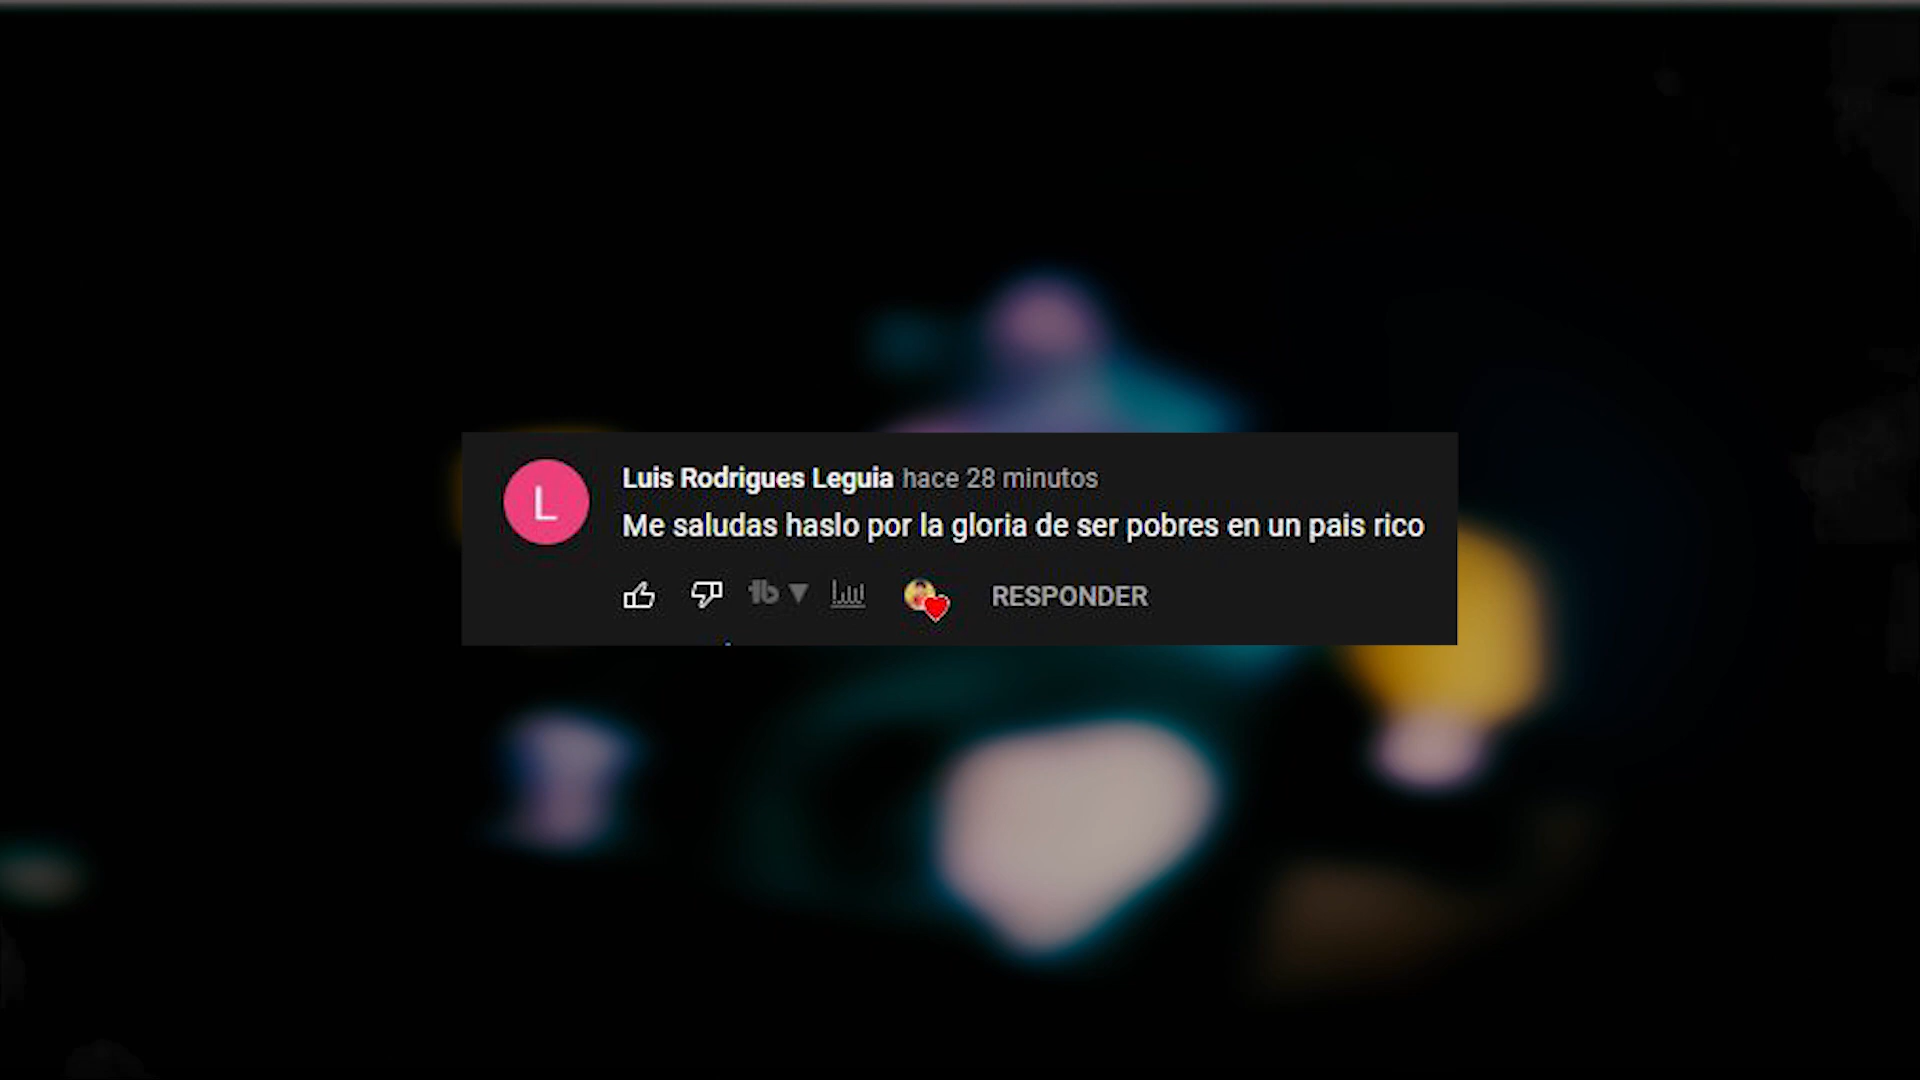 L
Luis Rodrigues Leguia hace 28 minutos
Me saludas haslo por la gloria de ser pobres en un pais rico
tb
RESPONDER